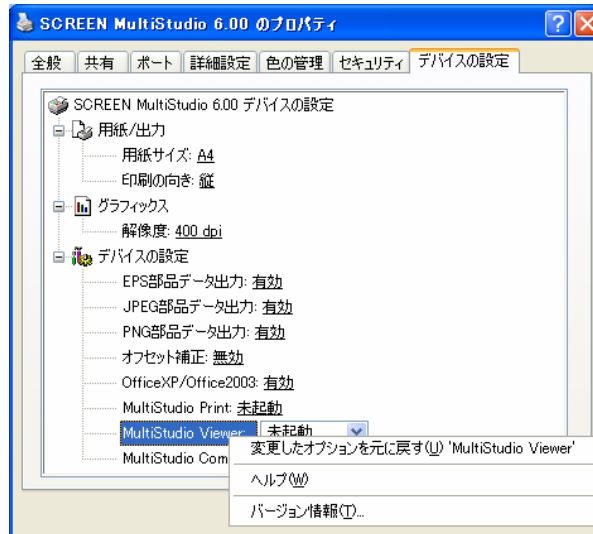 SCREEN MultiStudio 6.00 のプロパティ
全般 共有 ポート 詳細設定 色の管理 セキュリティ デバイスの設定
SCREEN MultiStudio 6.00 デバイスの設定
用紙/出力
用紙サイズ: A4
印刷の向き: 縦
グラフィックス
解像度: 400 dpi
デバイスの設定
EPS部品データ出力: 有効
JPEG部品データ出力: 有効
PNG部品データ出力: 有効
オフセット補正: 無効
OfficeXP/Office2003: 有効
MultiStudio Print: 未起動
MultiStudio Viewer: 未起動
MultiStudio Com
変更したオプションを元に戻す(U) 'MultiStudio Viewer'
ヘルプ(W)
バージョン情報(T)...